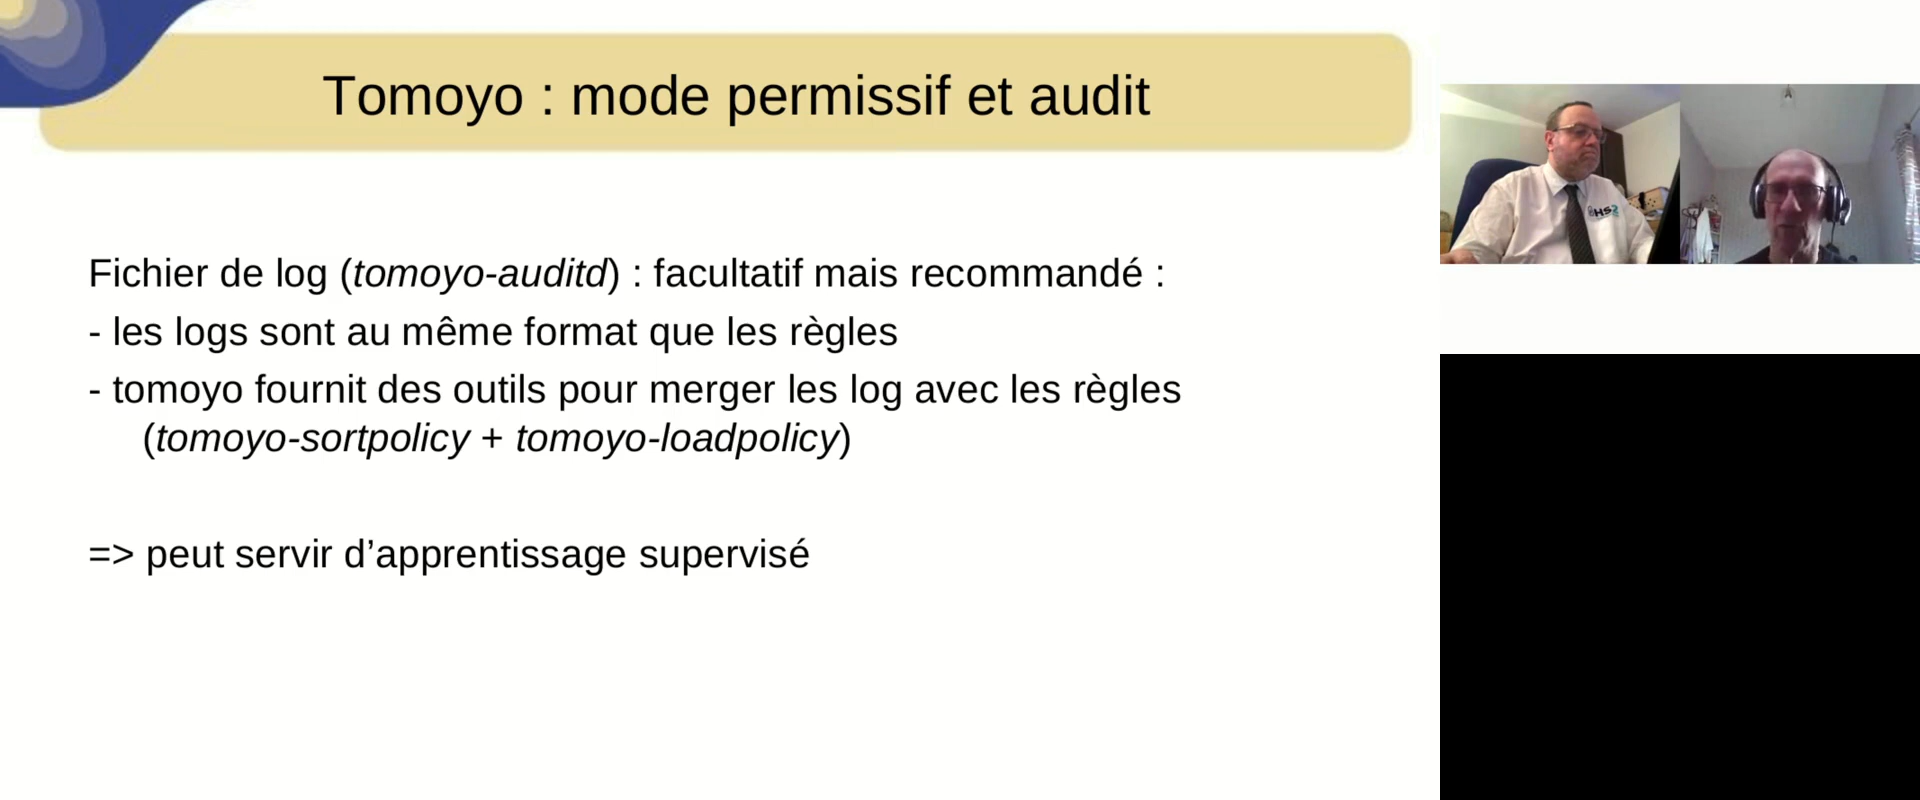 Tomoyo : mode permissif et audit
Fichier de log (tomoyo-auditd) : facultatif mais recommandé :
- les logs sont au même format que les règles
- tomoyo fournit des outils pour merger les log avec les règles
(tomoyo-sortpolicy + tomoyo-loadpolicy)
=> peut servir d’apprentissage supervisé
HS2